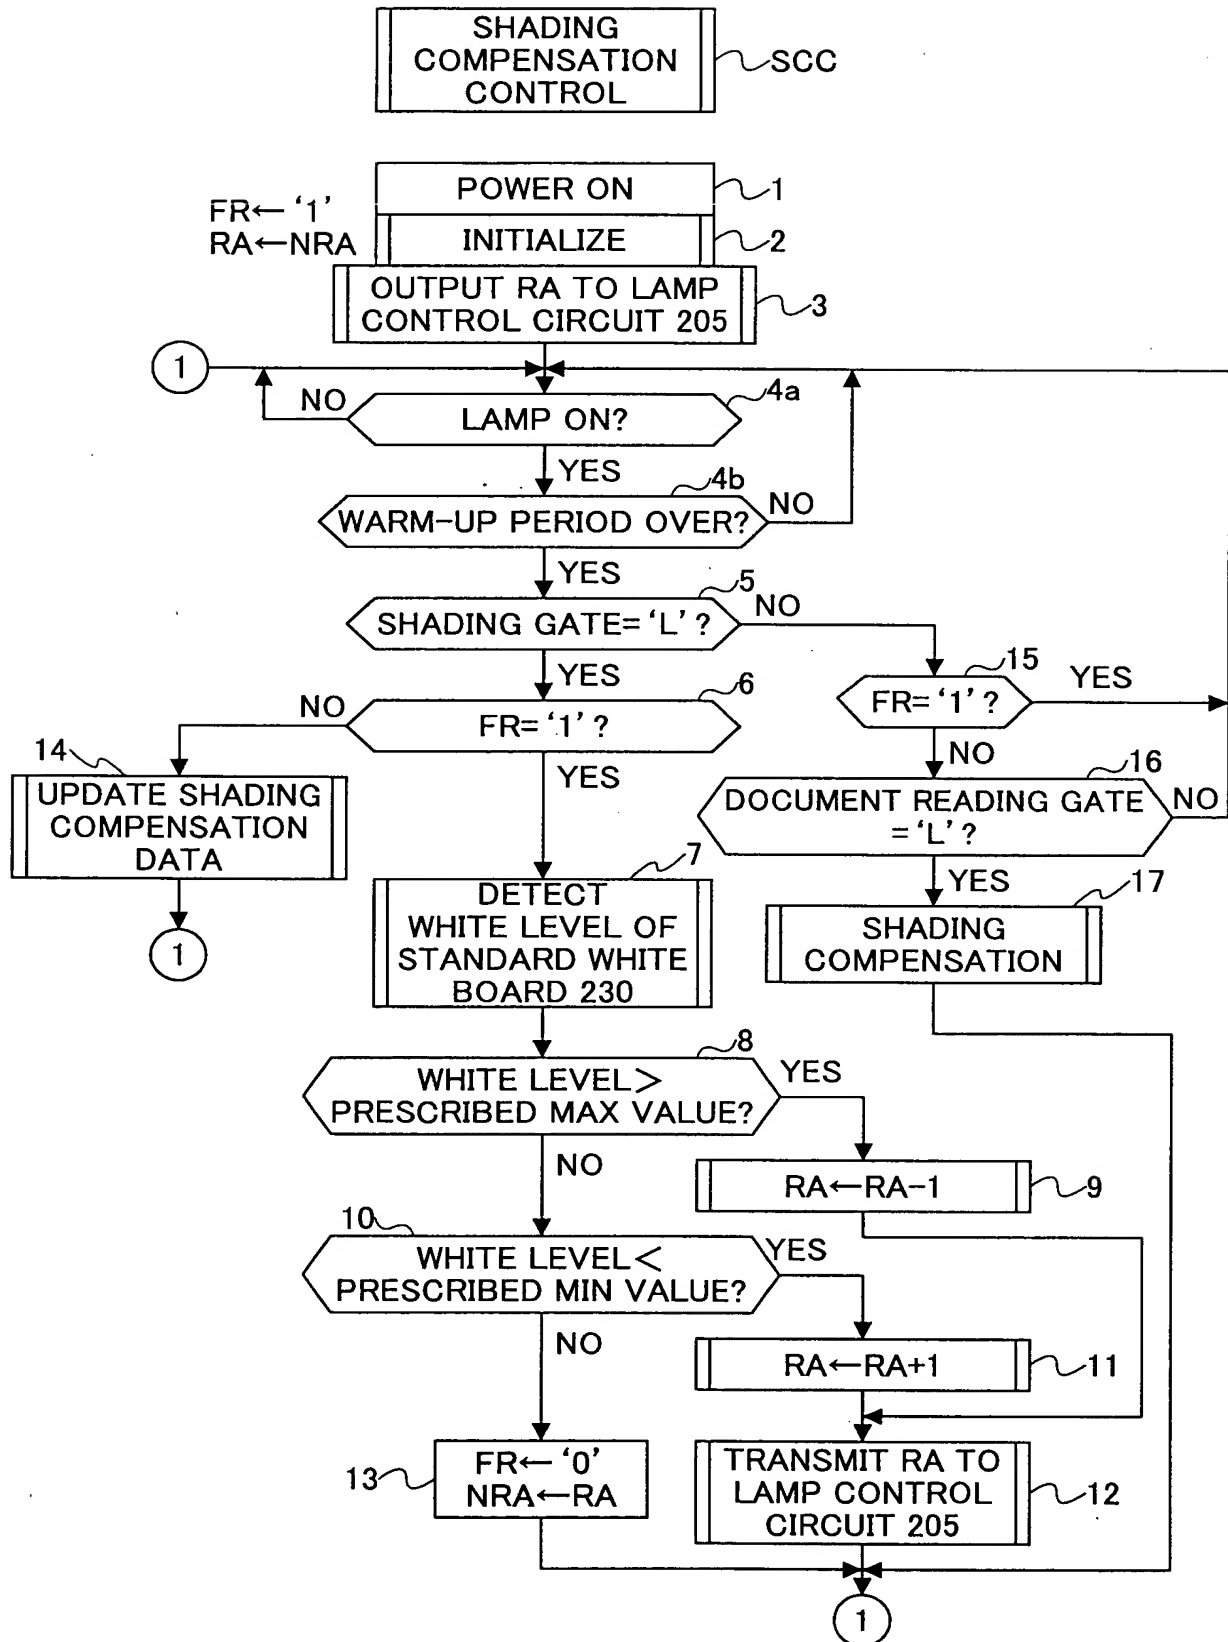 SHADING
COMPENSATION
CONTROL
SCC
POWER ON
1
FR← ‘1’
RA←NRA
INITIALIZE
2
OUTPUT RA TO LAMP
CONTROL CIRCUIT 205
3
1
4a
NO
LAMP ON?
YES
4b
WARM-UP PERIOD OVER?
NO
YES
5
SHADING GATE= ‘L’ ?
NO
YES
6
NO
FR= ‘1’ ?
YES
15
FR= ‘1’ ?
YES
NO
14
UPDATE SHADING
COMPENSATION
DATA
1
16
DOCUMENT READING GATE
= ‘L’ ?
NO
YES
17
SHADING
COMPENSATION
7
DETECT
WHITE LEVEL OF
STANDARD WHITE
BOARD 230
8
WHITE LEVEL＞
PRESCRIBED MAX VALUE?
YES
NO
RA←RA-1
9
10
WHITE LEVEL＜
PRESCRIBED MIN VALUE?
YES
NO
RA←RA+1
11
13
FR← ‘0’
NRA←RA
TRANSMIT RA TO
LAMP CONTROL
CIRCUIT 205
12
1